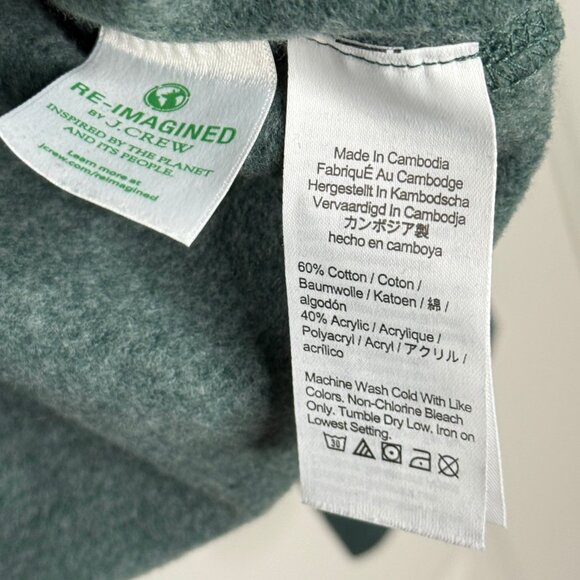 RE-IMAGINED
BY J.CREW
INSPIRED BY THE PLANET
AND ITS PEOPLE.
Learn more at
jcrew.com/reimagined
Made In Cambodia
FabriquÉ Au Cambodge
Hergestellt In Kambodscha
Vervaardigd In Cambodja
カンボジア製
hecho en camboya
60% Cotton / Coton /
Baumwolle / Katoen / 綿 /
algodón
40% Acrylic / Acrylique /
Polyacryl / Acryl / アクリル /
acrílico
Machine Wash Cold With Like
Colors. Non-Chlorine Bleach
Only. Tumble Dry Low. Iron on
Lowest Setting.
30